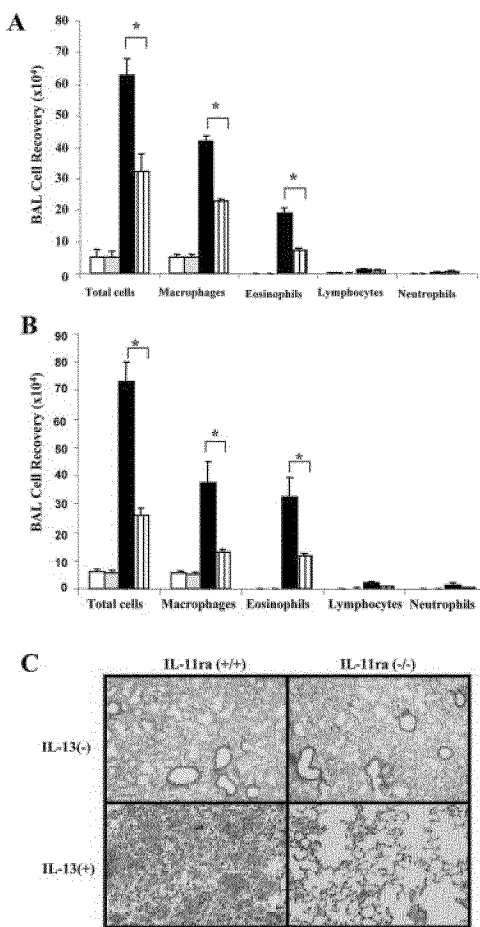 A
BAL Cell Recovery (x10⁴)
80
70
60
50
40
30
20
10
0
*
*
*
Total cells Macrophages Eosinophils Lymphocytes Neutrophils
B
BAL Cell Recovery (x10⁴)
90
80
70
60
50
40
30
20
10
0
*
*
*
Total cells Macrophages Eosinophils Lymphocytes Neutrophils
C
IL-11ra (+/+) IL-11ra (-/-)
IL-13(-)
IL-13(+)